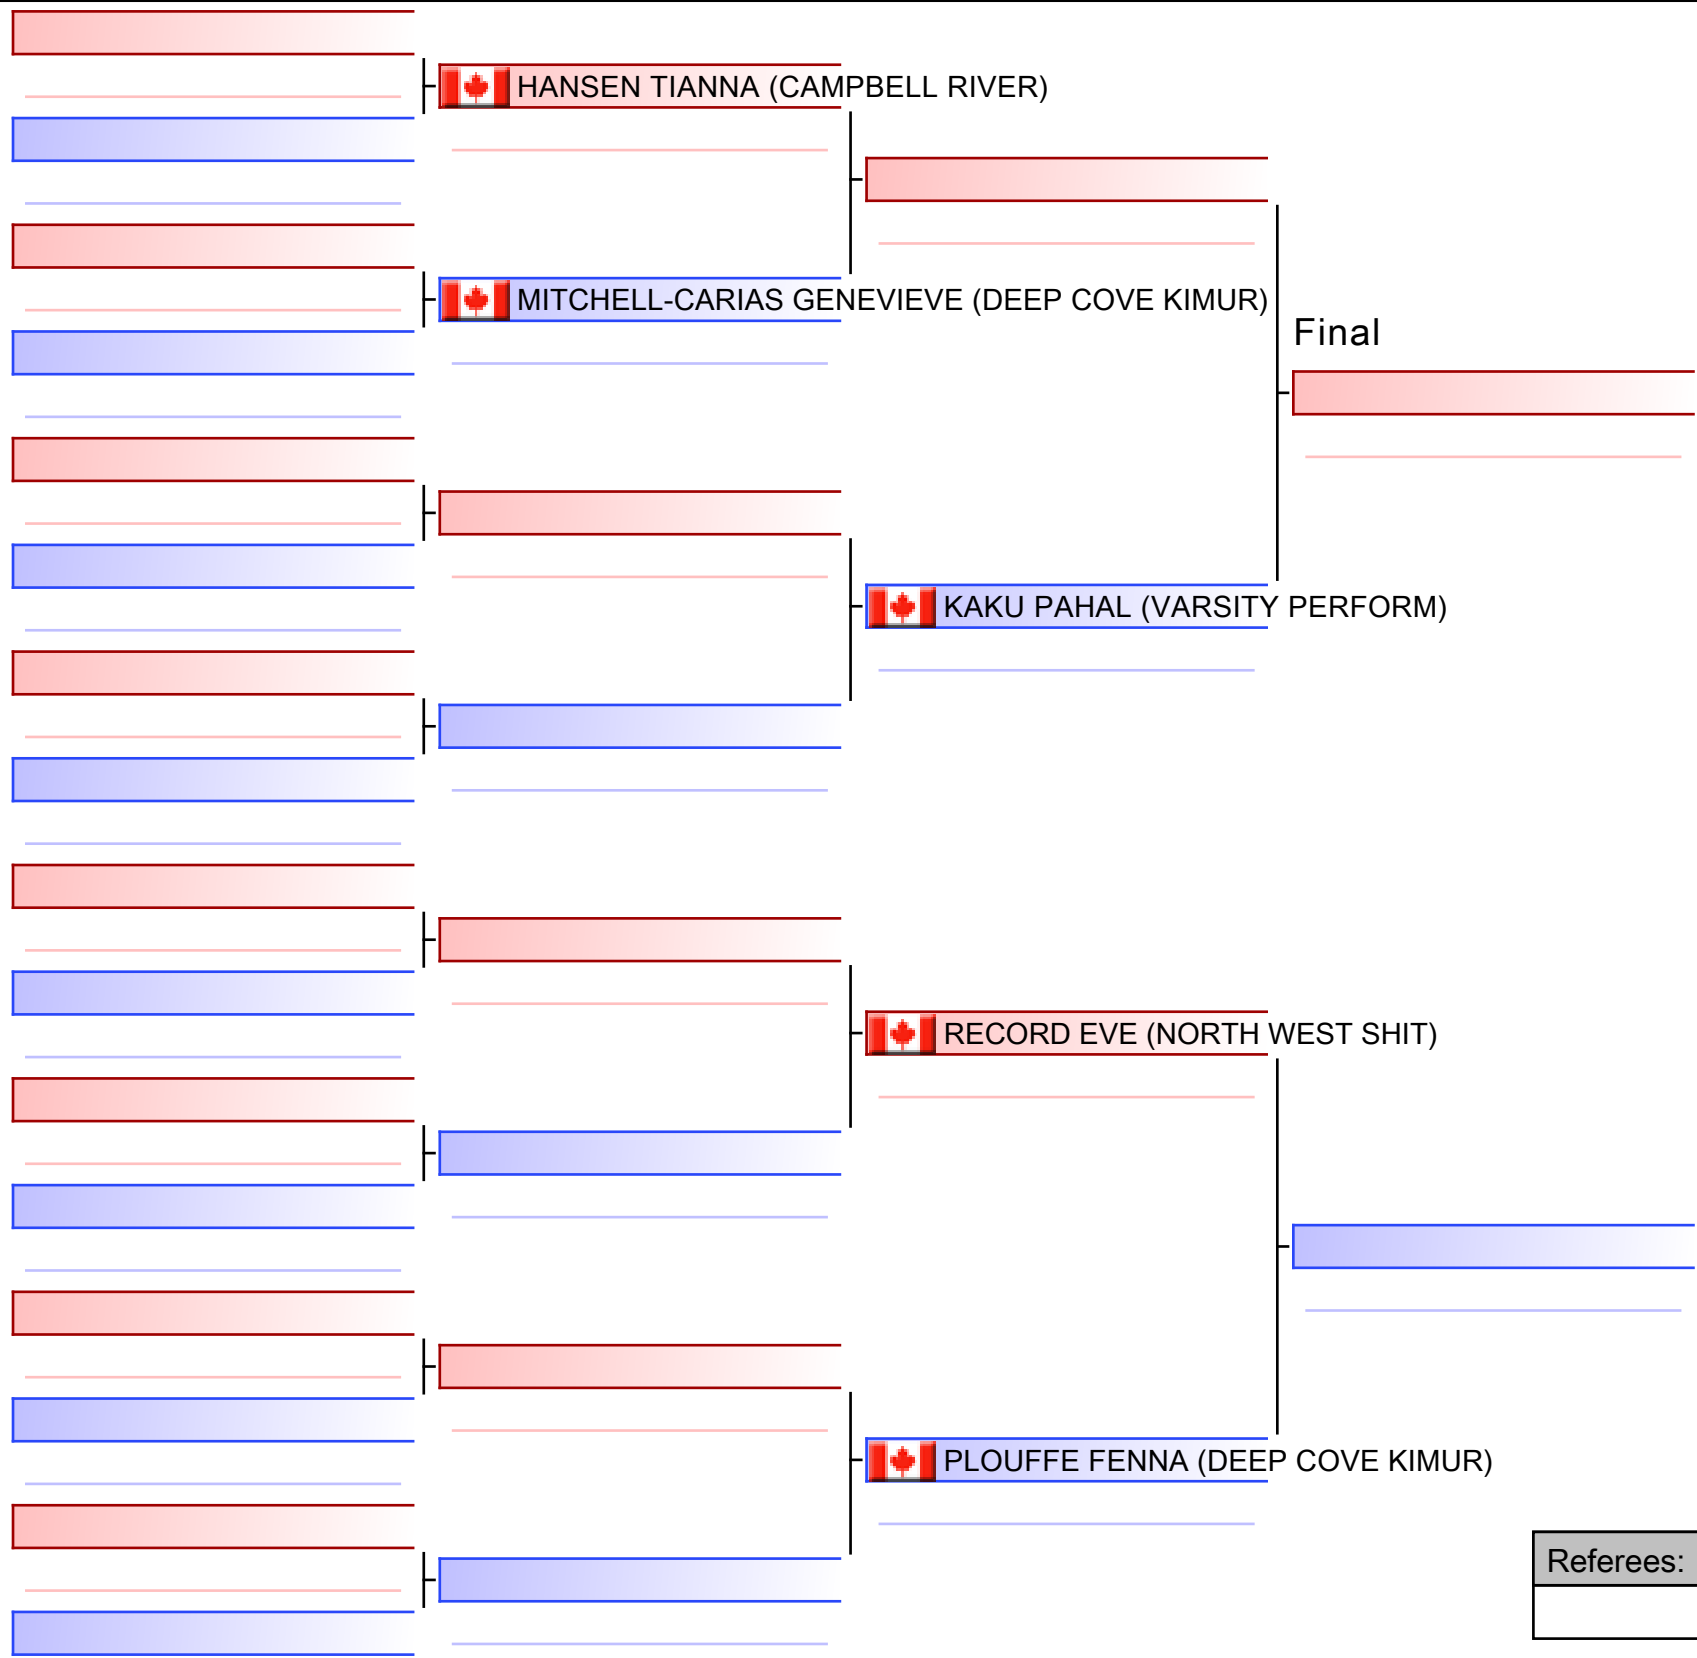 HANSEN TIANNA (CAMPBELL RIVER)
MITCHELL-CARIAS GENEVIEVE (DEEP COVE KIMUR)
Final
KAKU PAHAL (VARSITY PERFORM)
RECORD EVE (NORTH WEST SHIT)
PLOUFFE FENNA (DEEP COVE KIMUR)
Referees: